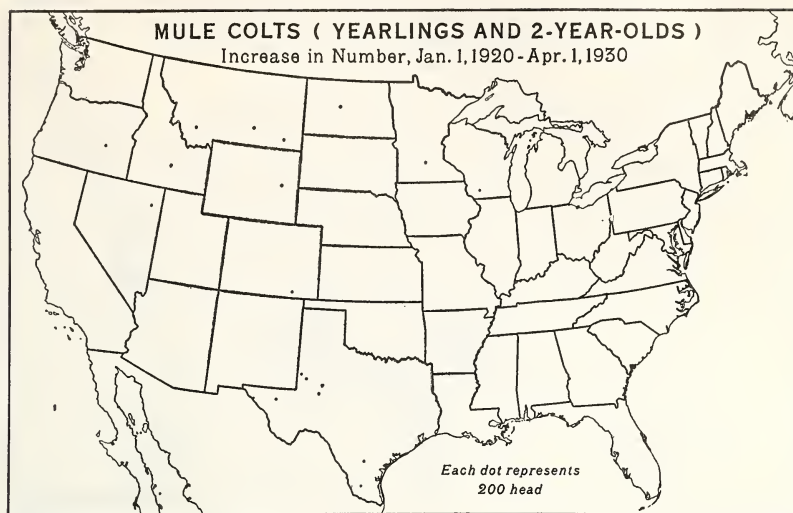 MULE COLTS ( YEARLINGS AND 2-YEAR-OLDS )
Increase in Number, Jan. 1, 1920-Apr. 1, 1930
Each dot represents
200 head